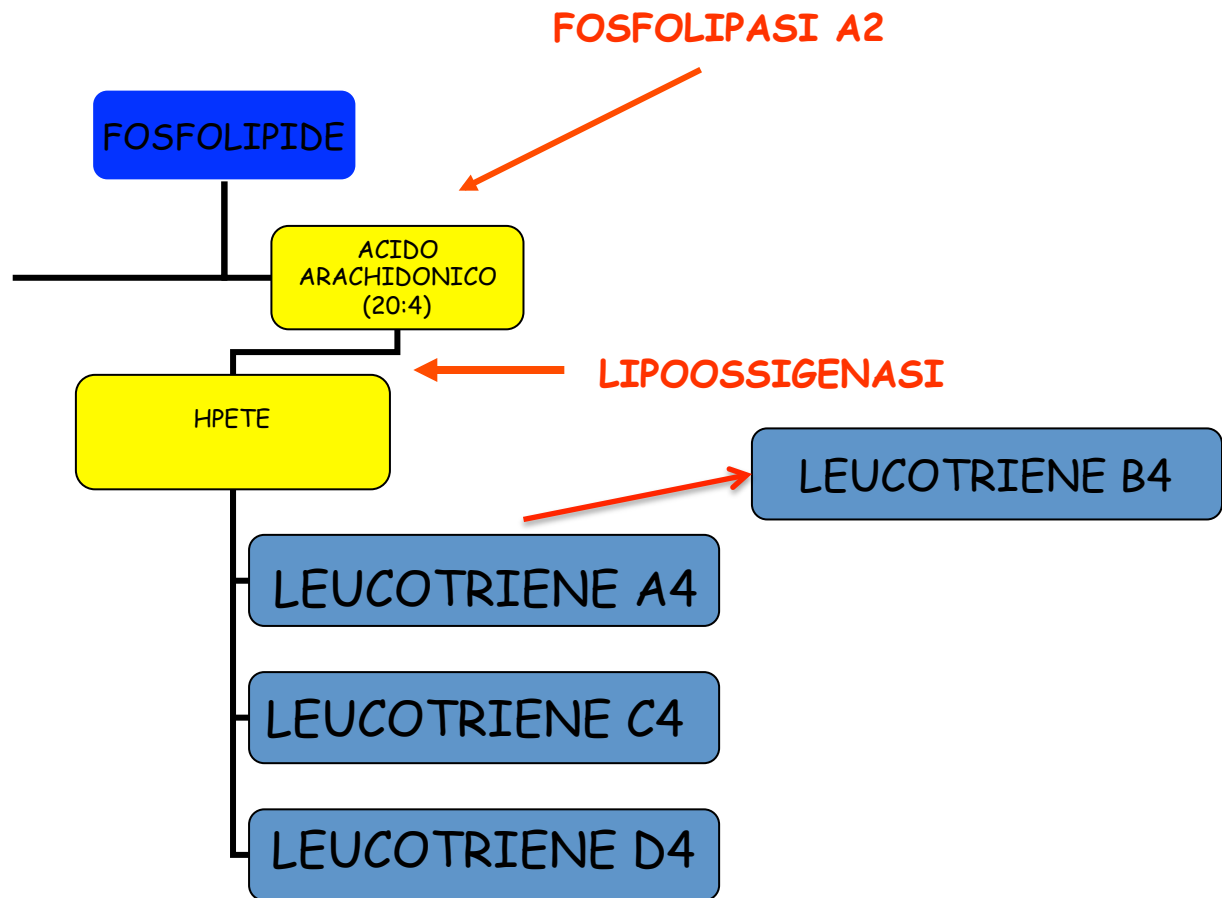 FOSFOLIPASI A2
FOSFOLIPIDE
ACIDO
ARACHIDONICO
(20:4)
LIPOOSSIGENASI
HPETE
LEUCOTRIENE B4
LEUCOTRIENE A4
LEUCOTRIENE C4
LEUCOTRIENE D4